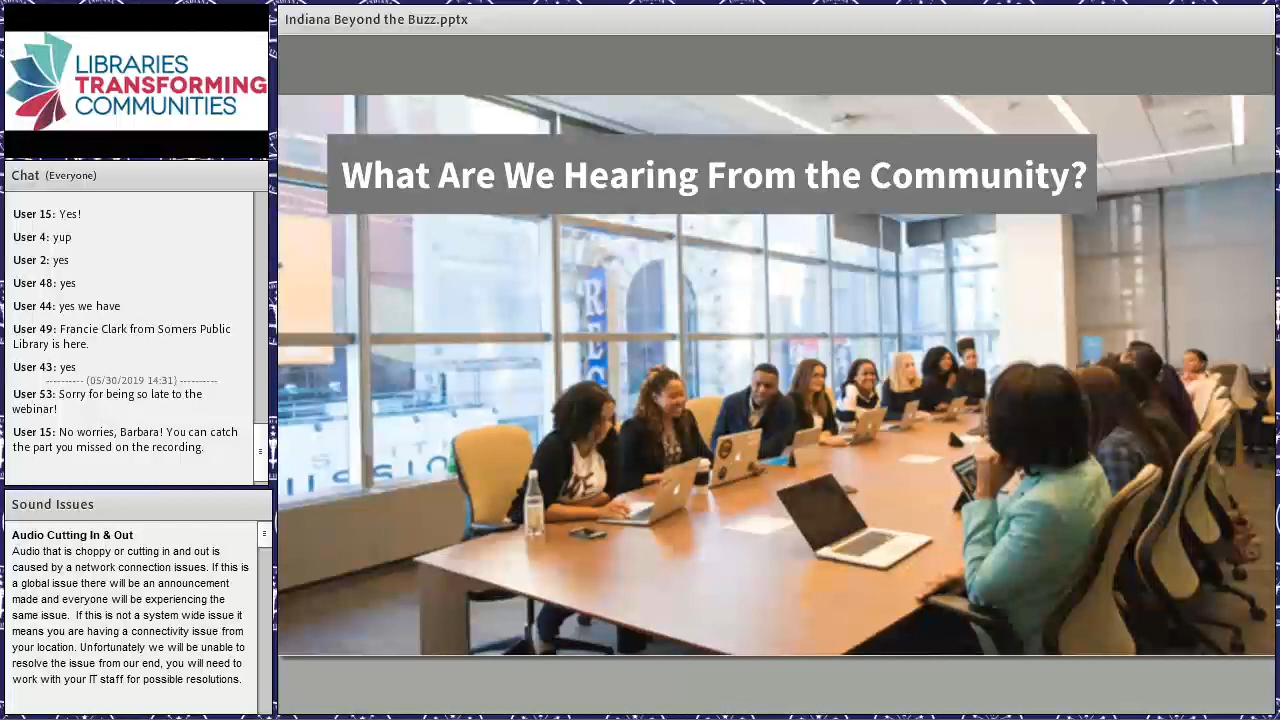 Indiana Beyond the Buzz.pptx
LIBRARIES
TRANSFORMING
COMMUNITIES
Chat (Everyone)
User 15: Yes!
User 4: yup
User 2: yes
User 48: yes
User 44: yes we have
User 49: Francie Clark from Somers Public
Library is here.
User 43: yes
---------- (05/30/2019 14:31) ----------
User 53: Sorry for being so late to the
webinar!
User 15: No worries, Barbara! You can catch
the part you missed on the recording.
Sound Issues
Audio Cutting In & Out
Audio that is choppy or cutting in and out is
caused by a network connection issues. If this is
a global issue there will be an announcement
made and everyone will be experiencing the
same issue.  If this is not a system wide issue it
means you are having a connectivity issue from
your location. Unfortunately we will be unable to
resolve the issue from our end, you will need to
work with your IT staff for possible resolutions.
What Are We Hearing From the Community?